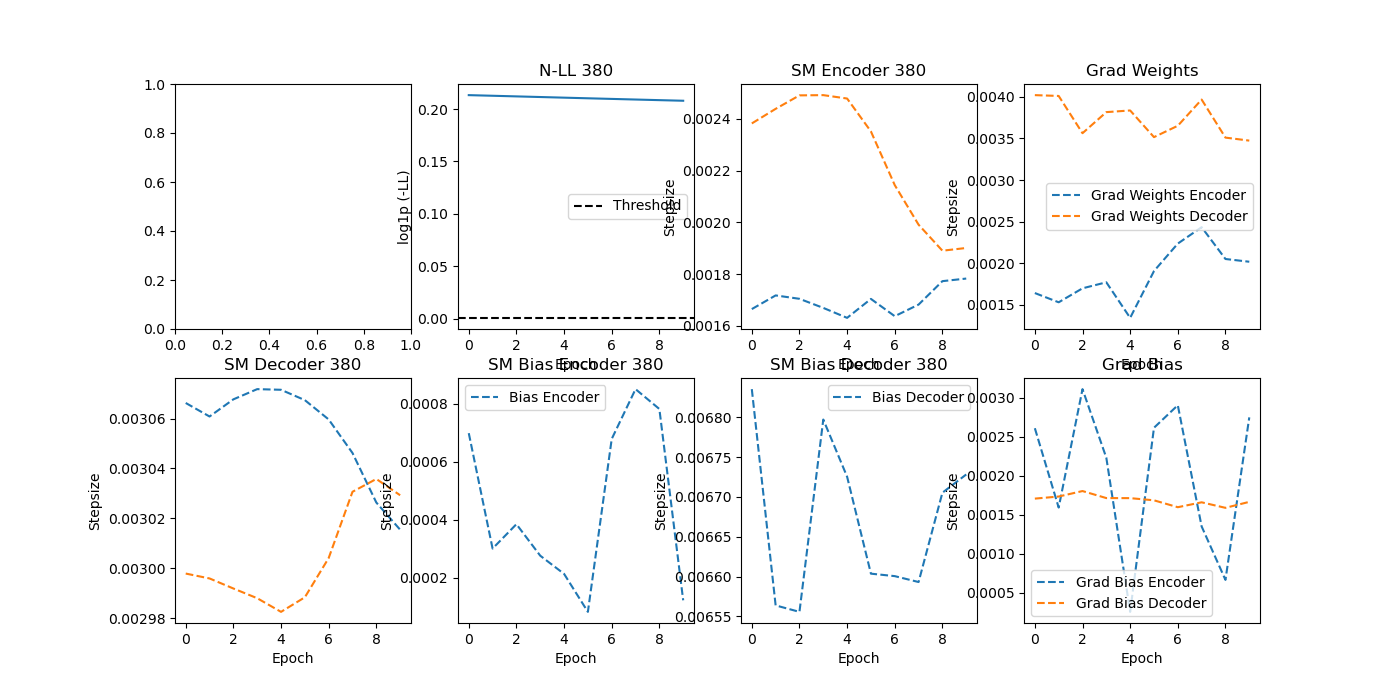 N-LL 380
SM Encoder 380
Grad Weights
1.0
0.8
0.6
0.4
0.2
0.0
0.0 0.2 0.4 0.6 0.8 1.0
log1p (-LL)
0.20
0.15
0.10
0.05
0.00
Threshold
0 2 4 6 8
Epoch
Stepsize
0.0024
0.0022
0.0020
0.0018
0.0016
0 2 4 6 8
Epoch
Stepsize
0.0040
0.0035
0.0030
0.0025
0.0020
0.0015
Grad Weights Encoder
Grad Weights Decoder
0 2 4 6 8
Epoch
SM Decoder 380
SM Bias Encoder 380
SM Bias Decoder 380
Grad Bias
Stepsize
0.00306
0.00304
0.00302
0.00300
0.00298
0 2 4 6 8
Epoch
Stepsize
0.0008
0.0006
0.0004
0.0002
Bias Encoder
0 2 4 6 8
Epoch
Stepsize
0.00680
0.00675
0.00670
0.00665
0.00660
0.00655
Bias Decoder
0 2 4 6 8
Epoch
Stepsize
0.0030
0.0025
0.0020
0.0015
0.0010
0.0005
Grad Bias Encoder
Grad Bias Decoder
0 2 4 6 8
Epoch